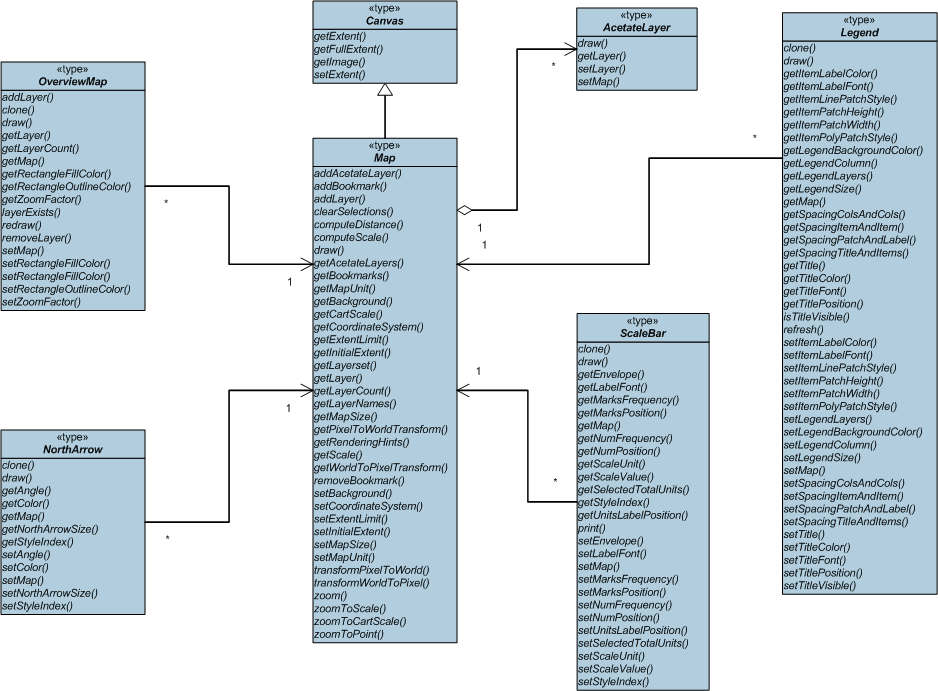 «type»
Canvas
getExtent()
getFullExtent()
getImage()
setExtent()
«type»
AcetateLayer
draw()
getLayer()
setLayer()
setMap()
«type»
Legend
clone()
draw()
getItemLabelColor()
getItemLabelFont()
getItemLinePatchStyle()
getItemPatchHeight()
getItemPatchWidth()
getItemPolyPatchStyle()
getLegendBackgroundColor()
getLegendColumn()
getLegendLayers()
getLegendSize()
getMap()
getSpacingColsAndCols()
getSpacingItemAndItem()
getSpacingPatchAndLabel()
getSpacingTitleAndItems()
getTitle()
getTitleColor()
getTitleFont()
getTitlePosition()
isTitleVisible()
refresh()
setItemLabelColor()
setItemLabelFont()
setItemLinePatchStyle()
setItemPatchHeight()
setItemPatchWidth()
setItemPolyPatchStyle()
setLegendLayers()
setLegendBackgroundColor()
setLegendColumn()
setLegendSize()
setMap()
setSpacingColsAndCols()
setSpacingItemAndItem()
setSpacingPatchAndLabel()
setSpacingTitleAndItems()
setTitle()
setTitleColor()
setTitleFont()
setTitlePosition()
setTitleVisible()
«type»
OverviewMap
addLayer()
clone()
draw()
getLayer()
getLayerCount()
getMap()
getRectangleFillColor()
getRectangleOutlineColor()
getZoomFactor()
layerExists()
redraw()
removeLayer()
setMap()
setRectangleFillColor()
setRectangleFillColor()
setRectangleOutlineColor()
setZoomFactor()
«type»
Map
addAcetateLayer()
addBookmark()
addLayer()
clearSelections()
computeDistance()
computeScale()
draw()
getAcetateLayers()
getBookmarks()
getMapUnit()
getBackground()
getCartScale()
getCoordinateSystem()
getExtentLimit()
getInitialExtent()
getLayerset()
getLayer()
getLayerCount()
getLayerNames()
getMapSize()
getPixelToWorldTransform()
getRenderingHints()
getScale()
getWorldToPixelTransform()
removeBookmark()
setBackground()
setCoordinateSystem()
setExtentLimit()
setInitialExtent()
setMapSize()
setMapUnit()
transformPixelToWorld()
transformWorldToPixel()
zoom()
zoomToScale()
zoomToCartScale()
zoomToPoint()
«type»
ScaleBar
clone()
draw()
getEnvelope()
getLabelFont()
getMarksFrequency()
getMarksPosition()
getMap()
getNumFrequency()
getNumPosition()
getScaleUnit()
getScaleValue()
getSelectedTotalUnits()
getStyleIndex()
getUnitsLabelPosition()
print()
setEnvelope()
setLabelFont()
setMap()
setMarksFrequency()
setMarksPosition()
setNumFrequency()
setNumPosition()
setUnitsLabelPosition()
setSelectedTotalUnits()
setScaleUnit()
setScaleValue()
setStyleIndex()
«type»
NorthArrow
clone()
draw()
getAngle()
getColor()
getMap()
getNorthArrowSize()
getStyleIndex()
setAngle()
setColor()
setMap()
setNorthArrowSize()
setStyleIndex()
*
1
*
1
*
1
*
1
*
1